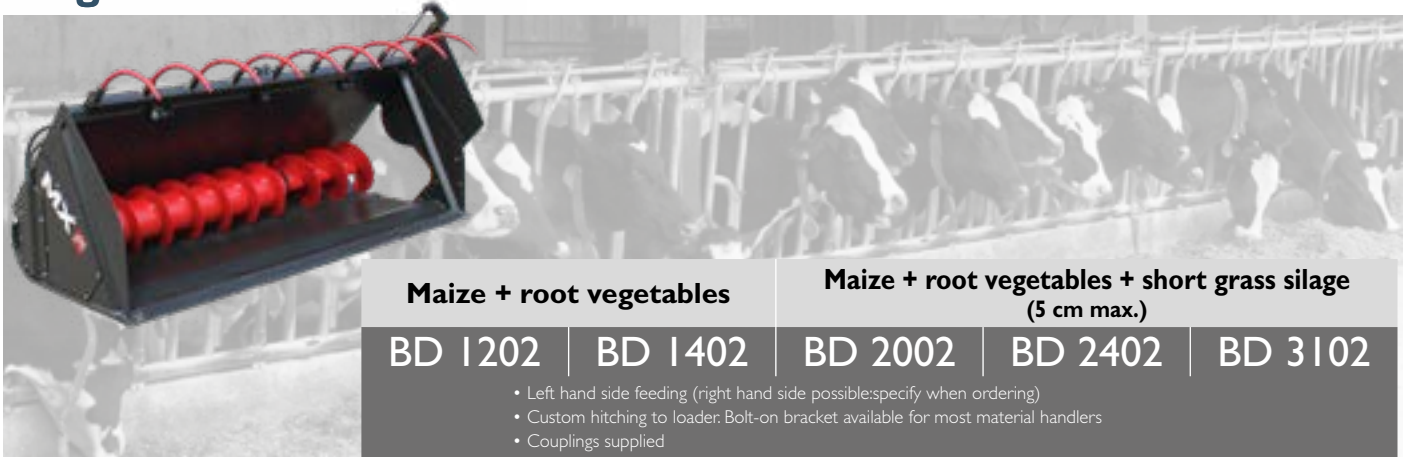 MX
Maize + root vegetables
Maize + root vegetables + short grass silage
(5 cm max.)
BD 1202
BD 1402
BD 2002
BD 2402
BD 3102
• Left hand side feeding (right hand side possible:specify when ordering)
• Custom hitching to loader. Bolt-on bracket available for most material handlers
• Couplings supplied